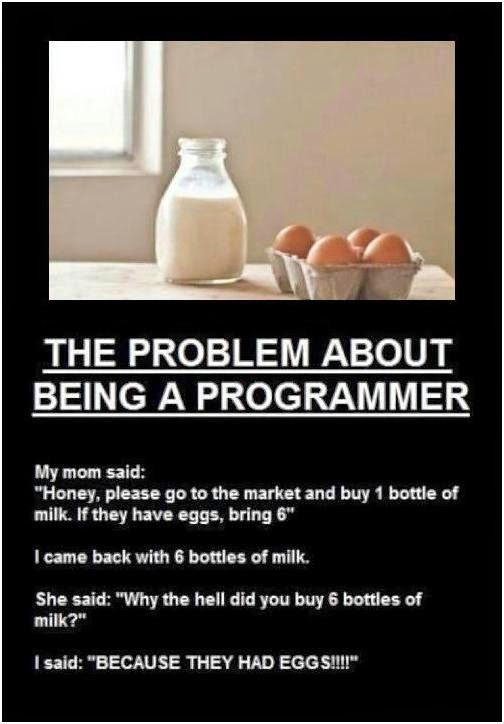 THE PROBLEM ABOUT
BEING A PROGRAMMER
My mom said:
"Honey, please go to the market and buy 1 bottle of
milk. If they have eggs, bring 6"
I came back with 6 bottles of milk.
She said: "Why the hell did you buy 6 bottles of
milk?"
I said: "BECAUSE THEY HAD EGGS!!!!"